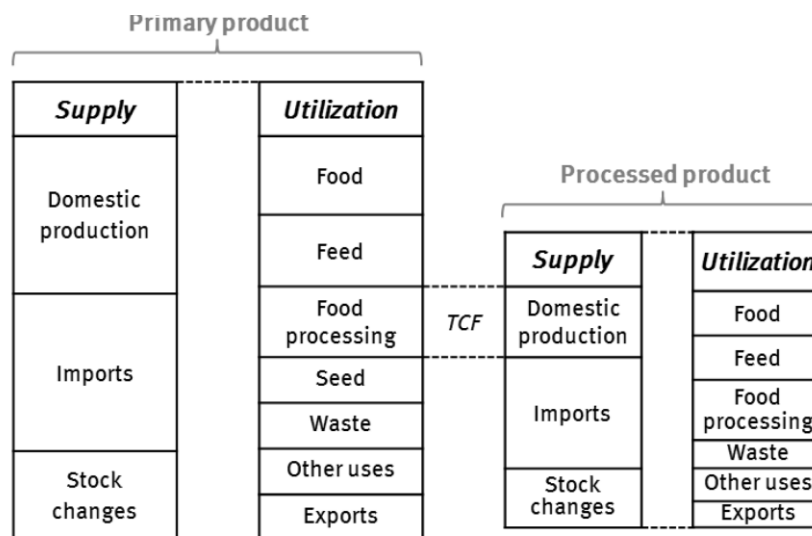 Primary product
Supply
Utilization
Domestic
production
Imports
Stock
changes
Food
Feed
Food
processing
Seed
Waste
Other uses
Exports
TCF
Processed product
Supply
Utilization
Domestic
production
Imports
Stock
changes
Food
Feed
Food
processing
Waste
Other uses
Exports